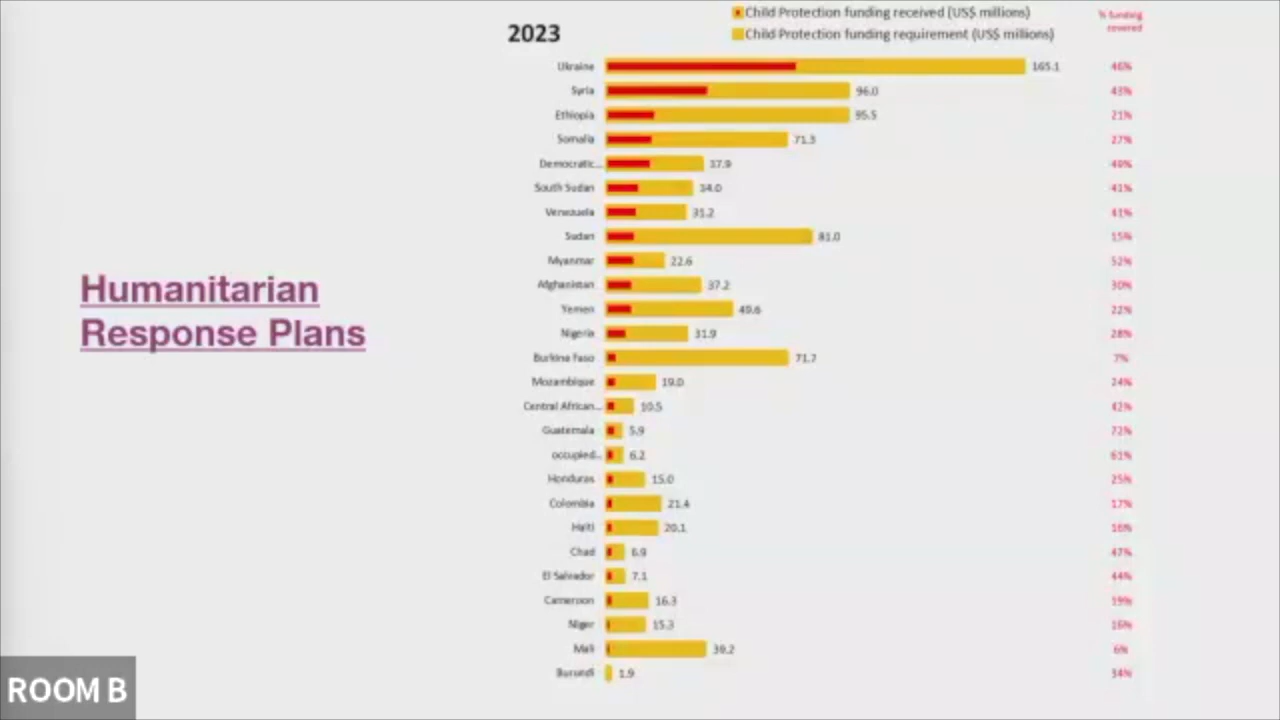 2023
Child Protection funding received (US$ millions)
Child Protection funding requirement (US$ millions)
% funding
covered
Ukraine 165.1 46%
Syria 96.0 43%
Ethiopia 95.5 21%
Somalia 71.3 27%
Democratic... 37.9
South Sudan 34.0 41%
Venezuela 31.2 41%
Sudan 81.0 15%
Myanmar 22.6 52%
Afghanistan 37.2 30%
Yemen 49.6 22%
Nigeria 31.9 28%
Burkina Faso 71.7 7%
Mozambique 19.0 24%
Central African... 10.5 42%
Guatemala 5.9 72%
occupied... 6.2 61%
Honduras 15.0 25%
Colombia 21.4 17%
Haiti 20.1 16%
Chad 6.9 47%
El Salvador 7.1 44%
Cameroon 16.3 19%
Niger 15.3 16%
Mali 39.2 6%
Burundi 1.9 34%
Humanitarian
Response Plans
ROOM B